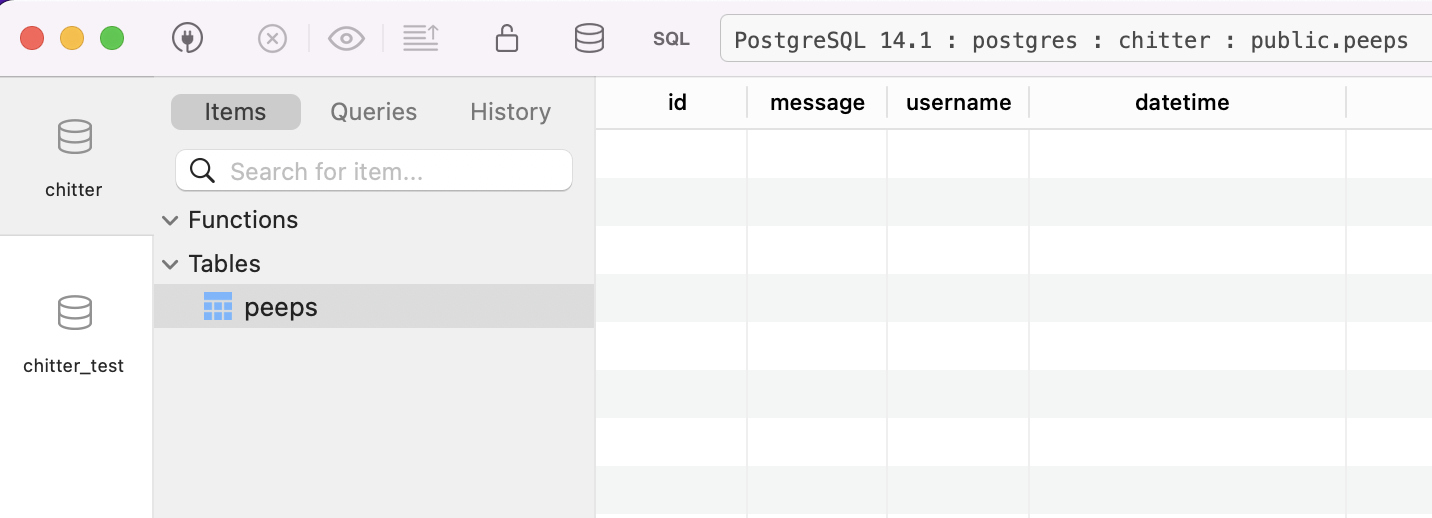 SQL PostgreSQL 14.1 : postgres : chitter : public.peeps
chitter
chitter_test
Items Queries History
Search for item...
Functions
Tables
peeps
id message username datetime